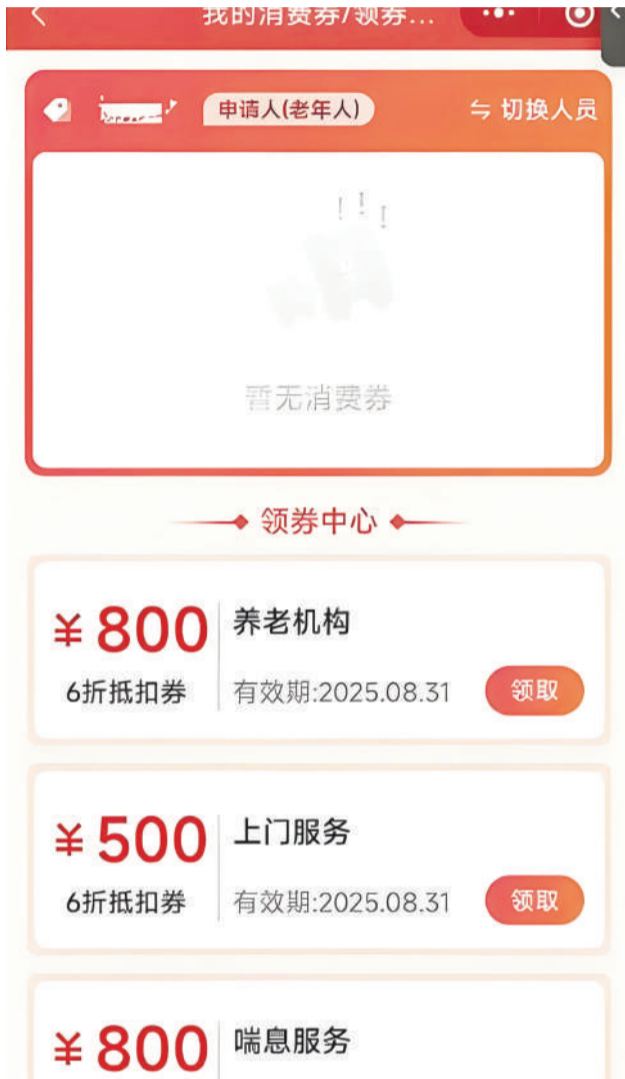 我的消费券/领券...
申请人(老年人)
切换人员
暂无消费券
领券中心
¥800
养老机构
6折抵扣券
有效期:2025.08.31
领取
¥500
上门服务
6折抵扣券
有效期:2025.08.31
领取
¥800
喘息服务